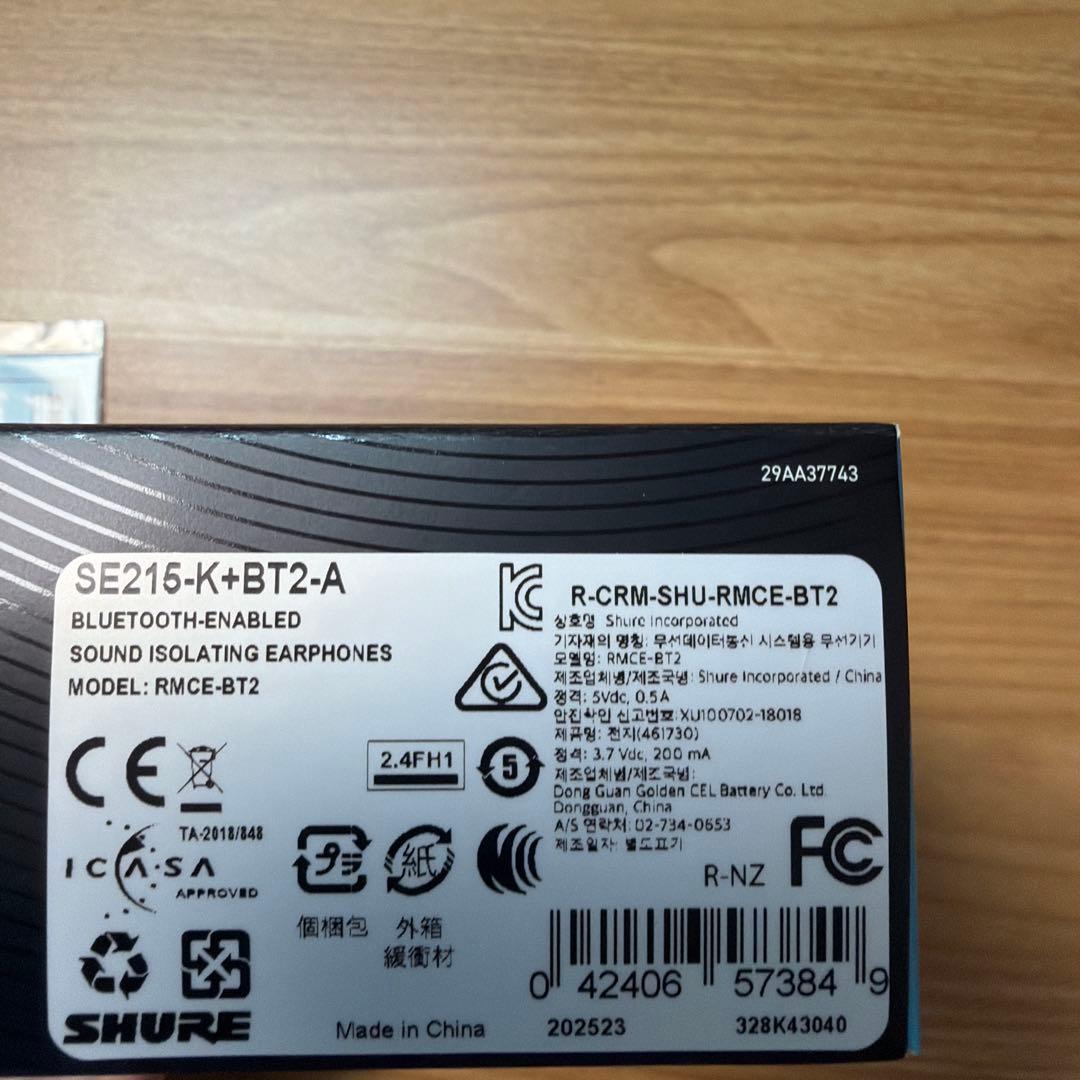 29AA37743
SE215-K+BT2-A
BLUETOOTH-ENABLED
SOUND ISOLATING EARPHONES
MODEL: RMCE-BT2
R-CRM-SHU-RMCE-BT2
상호명 Shure Incorporated
기자재의 명칭: 무선데이터통신 시스템용 무선기기
모델명: RMCE-BT2
제조업체명/제조국명: Shure Incorporated / China
정격: 5Vdc, 0.5A
안전확인 신고번호:XU100702-18018
제품명: 전지(461730)
정격: 3.7 Vdc, 200 mA
제조업체명/제조국명:
Dong Guan Golden CEL Battery Co. Ltd.
Dongguan, China
A/S 연락처: 02-734-0653
제조일자: 별도표기
CE
2.4FH1
5
TA-2018/848
ICASA
APPROVED
プラ
紙
個梱包
外箱
緩衝材
R-NZ
FC
0 42406 57384 9
SHURE
Made in China
202523
328K43040